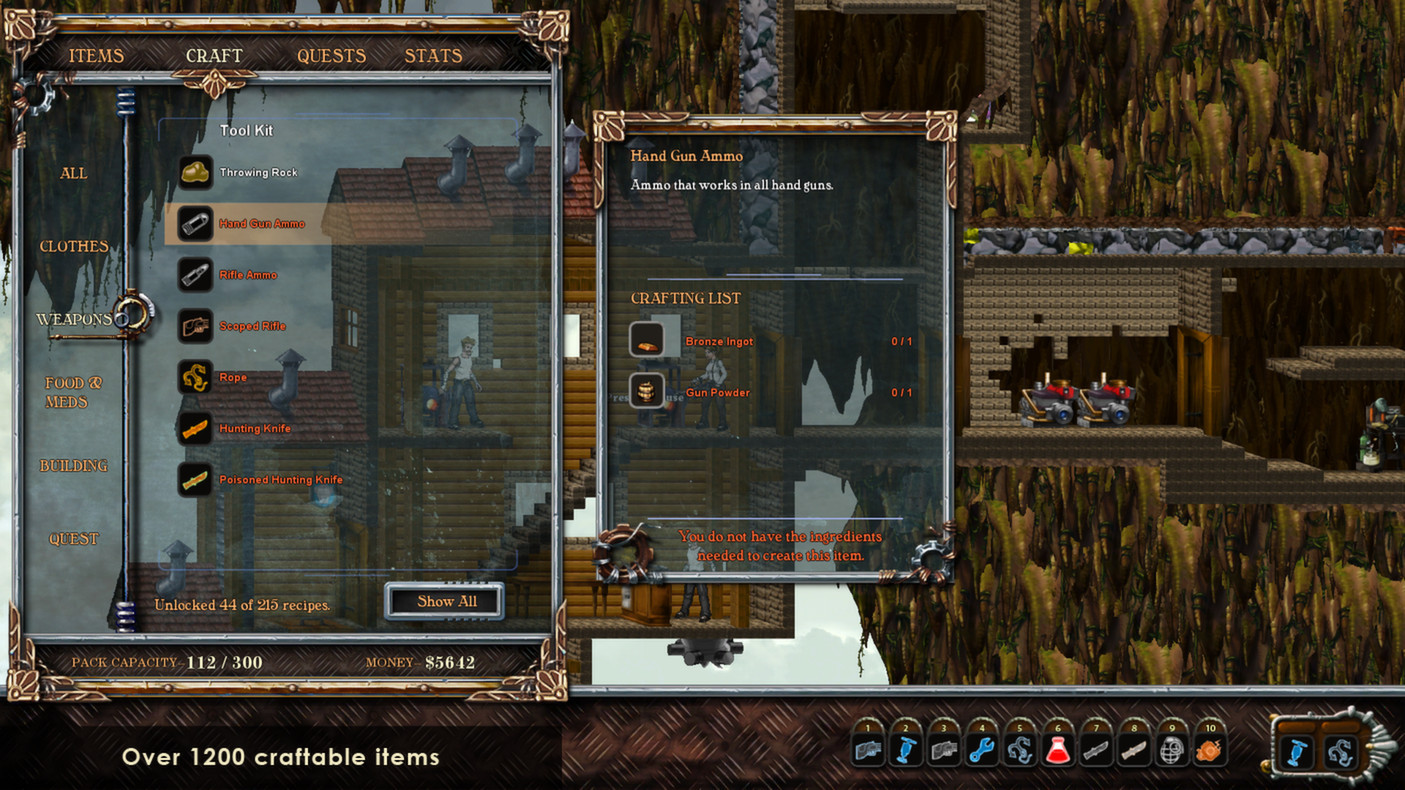 ITEMS
CRAFT
QUESTS
STATS
Tool Kit
ALL
CLOTHES
WEAPONS
FOOD &
MEDS
BUILDING
QUEST
Throwing Rock
Hand Gun Ammo
Rifle Ammo
Scoped Rifle
Rope
Hunting Knife
Poisoned Hunting Knife
Unlocked 44 of 215 recipes.
Show All
PACK CAPACITY 112 / 300
MONEY $5642
Hand Gun Ammo
Ammo that works in all hand guns.
CRAFTING LIST
Bronze Ingot 0 / 1
Gun Powder 0 / 1
You do not have the ingredients
needed to create this item.
Over 1200 craftable items
1 2 3 4 5 6 7 8 9 10